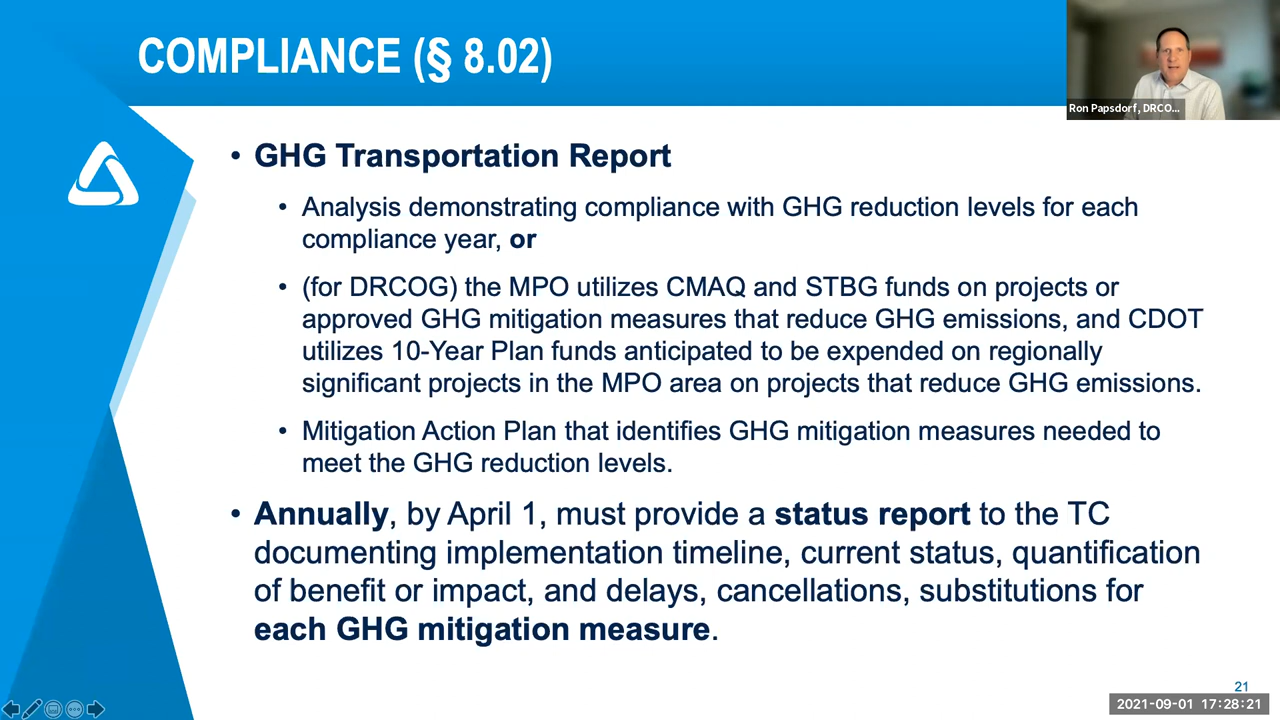 COMPLIANCE (§ 8.02)
Ron Papsdorf, DRCO...
• GHG Transportation Report
• Analysis demonstrating compliance with GHG reduction levels for each
compliance year, or
• (for DRCOG) the MPO utilizes CMAQ and STBG funds on projects or
approved GHG mitigation measures that reduce GHG emissions, and CDOT
utilizes 10-Year Plan funds anticipated to be expended on regionally
significant projects in the MPO area on projects that reduce GHG emissions.
• Mitigation Action Plan that identifies GHG mitigation measures needed to
meet the GHG reduction levels.
• Annually, by April 1, must provide a status report to the TC
documenting implementation timeline, current status, quantification
of benefit or impact, and delays, cancellations, substitutions for
each GHG mitigation measure.
21
2021-09-01 17:28:21